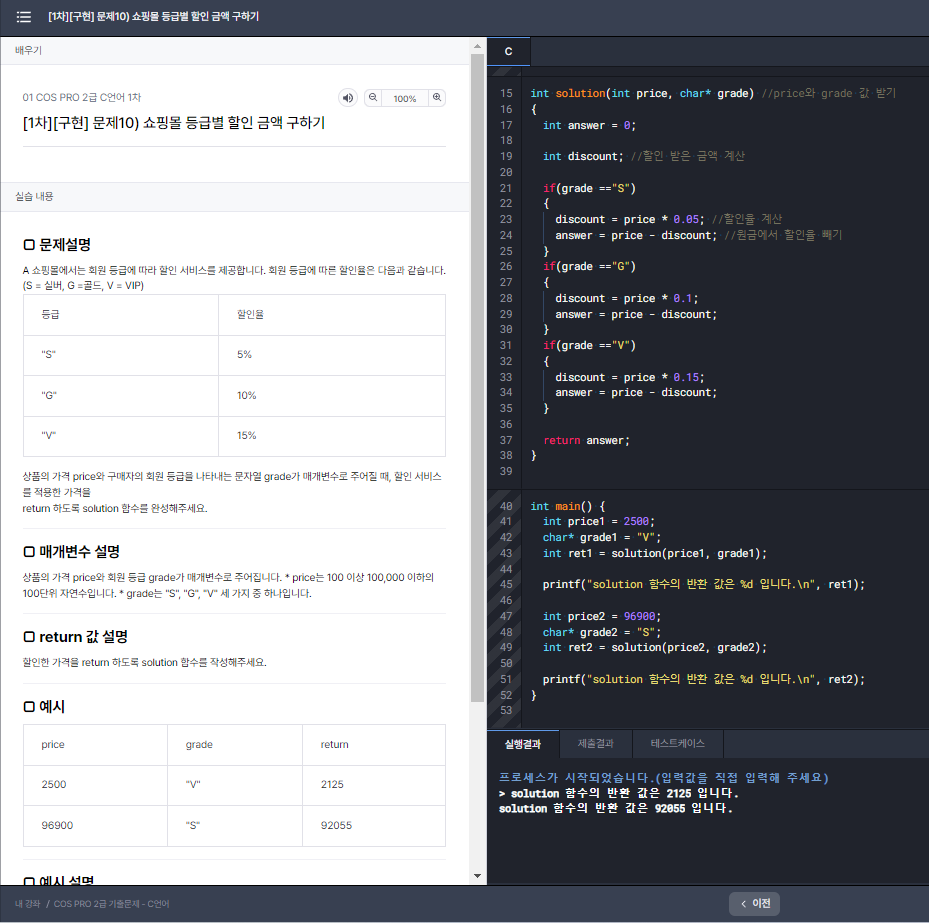 [1차][구현] 문제10) 쇼핑몰 등급별 할인 금액 구하기
배우기
01 COS PRO 2급 C언어 1차
100%
[1차][구현] 문제10) 쇼핑몰 등급별 할인 금액 구하기
실습 내용
문제설명
A 쇼핑몰에서는 회원 등급에 따라 할인 서비스를 제공합니다. 회원 등급에 따른 할인율은 다음과 같습니다.
(S = 실버, G =골드, V = VIP)
등급 할인율
"S" 5%
"G" 10%
"V" 15%
상품의 가격 price와 구매자의 회원 등급을 나타내는 문자열 grade가 매개변수로 주어질 때, 할인 서비스
를 적용한 가격을
return 하도록 solution 함수를 완성해주세요.
매개변수 설명
상품의 가격 price와 회원 등급 grade가 매개변수로 주어집니다. * price는 100 이상 100,000 이하의
100단위 자연수입니다. * grade는 "S", "G", "V" 세 가지 중 하나입니다.
return 값 설명
할인한 가격을 return 하도록 solution 함수를 작성해주세요.
예시
price grade return
2500 "V" 2125
96900 "S" 92055
예시 설명
C
15 int solution(int price, char* grade) //price와 grade 값 받기
16 {
17 int answer = 0;
18
19 int discount; //할인 받은 금액 계산
20
21 if(grade =="S")
22 {
23 discount = price * 0.05; //할인율 계산
24 answer = price - discount; //원금에서 할인율 빼기
25 }
26 if(grade =="G")
27 {
28 discount = price * 0.1;
29 answer = price - discount;
30 }
31 if(grade =="V")
32 {
33 discount = price * 0.15;
34 answer = price - discount;
35 }
36
37 return answer;
38 }
39
40 int main() {
41 int price1 = 2500;
42 char* grade1 = "V";
43 int ret1 = solution(price1, grade1);
44
45 printf("solution 함수의 반환 값은 %d 입니다.\n", ret1);
46
47 int price2 = 96900;
48 char* grade2 = "S";
49 int ret2 = solution(price2, grade2);
50
51 printf("solution 함수의 반환 값은 %d 입니다.\n", ret2);
52 }
53
실행결과 제출결과 테스트케이스
프로세스가 시작되었습니다.(입력값을 직접 입력해 주세요)
> solution 함수의 반환 값은 2125 입니다.
solution 함수의 반환 값은 92055 입니다.
내 강좌 / COS PRO 2급 기출문제 - C언어
< 이전